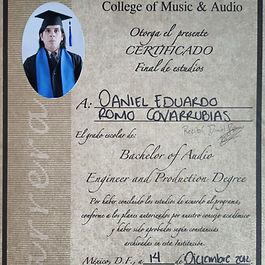 College of Music & Audio
Otorga el presente
CERTIFICADO
Final de estudios
A: DANIEL EDUARDO
ROMO COVARRUBIAS
El grado escolar de:
Bachelor of Audio
Engineer and Production Degree
Por haber concluido los estudios de acuerdo al programa,
conforme a los planes autorizados por nuestro consejo académico
y haber sido aprobados según constancias
archivadas en esta Institución.
México, D.F., a 14 de Diciembre 2012